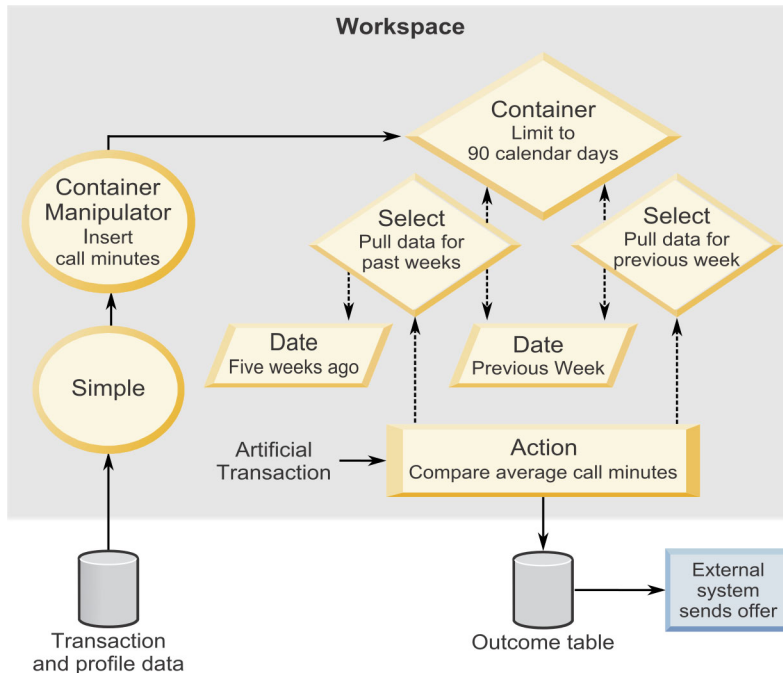 Workspace
Container
Limit to
90 calendar days
Container
Manipulator
Insert
call minutes
Select
Pull data for
past weeks
Select
Pull data for
previous week
Simple
Date
Five weeks ago
Date
Previous Week
Artificial
Transaction
Action
Compare average call minutes
Transaction
and profile data
Outcome table
External
system
sends offer